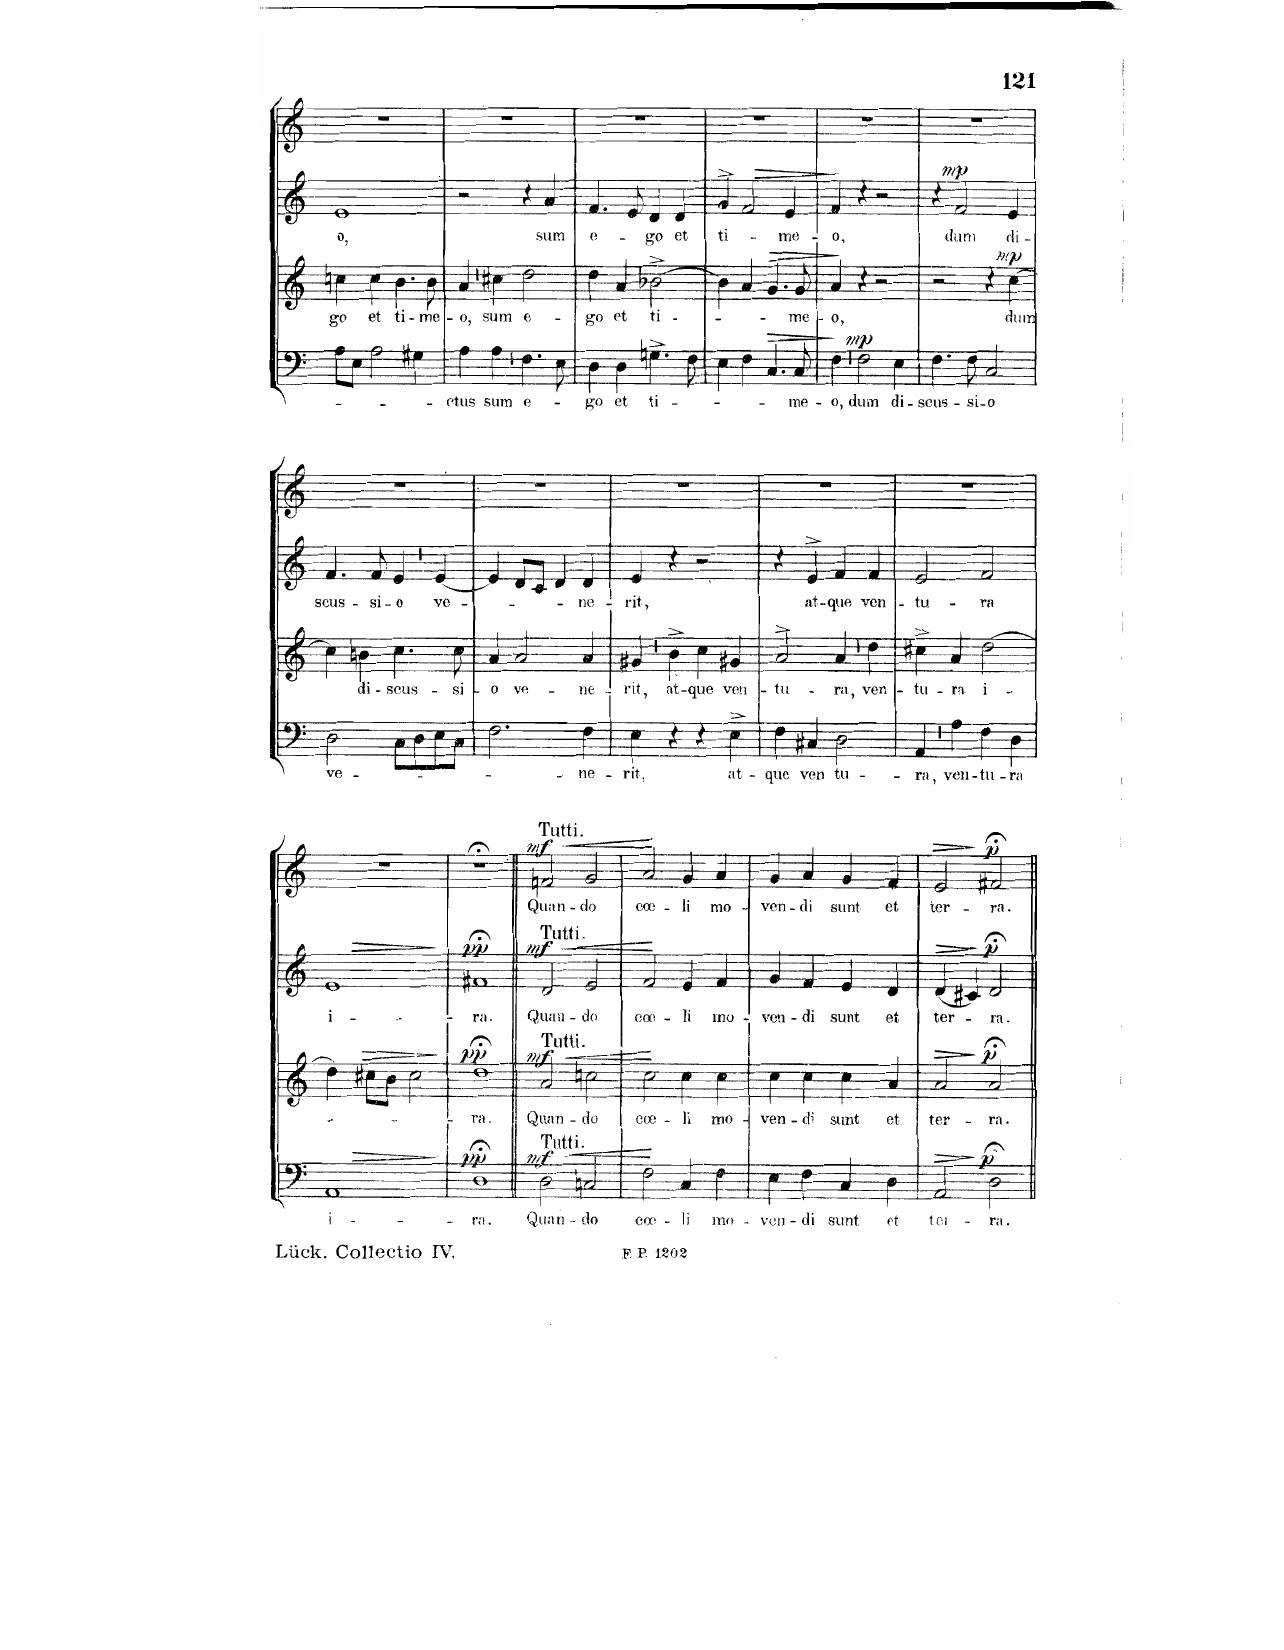 121
mp
o, sum e - go et ti - me - o, dum di -
mp
go et ti - me - o, sum e - go et ti - - - me - o, dum
mp
- - - ctus sum e - go et ti - - - me - o, dum di - scus - si - o
scus - si - o ve - - - ne - rit, at - que ven - tu - ra
di - scus - si - o ve - ne - rit, at - que ven - tu - ra, ven - tu - ra i -
ve - - - - ne - rit, at - que ven tu - - ra, ven - tu - ra
Tutti.
mf p
Quan - do cœ - li mo - ven - di sunt et ter - ra.
Tutti.
pp mf p
i - - - ra. Quan - do cœ - li mo - ven - di sunt et ter - ra.
Tutti.
pp mf p
- - - ra. Quan - do cœ - li mo - ven - di sunt et ter - ra.
Tutti.
pp mf p
i - - - ra. Quan - do cœ - li mo - ven - di sunt et ter - ra.
Lück. Collectio IV. F. P. 1202